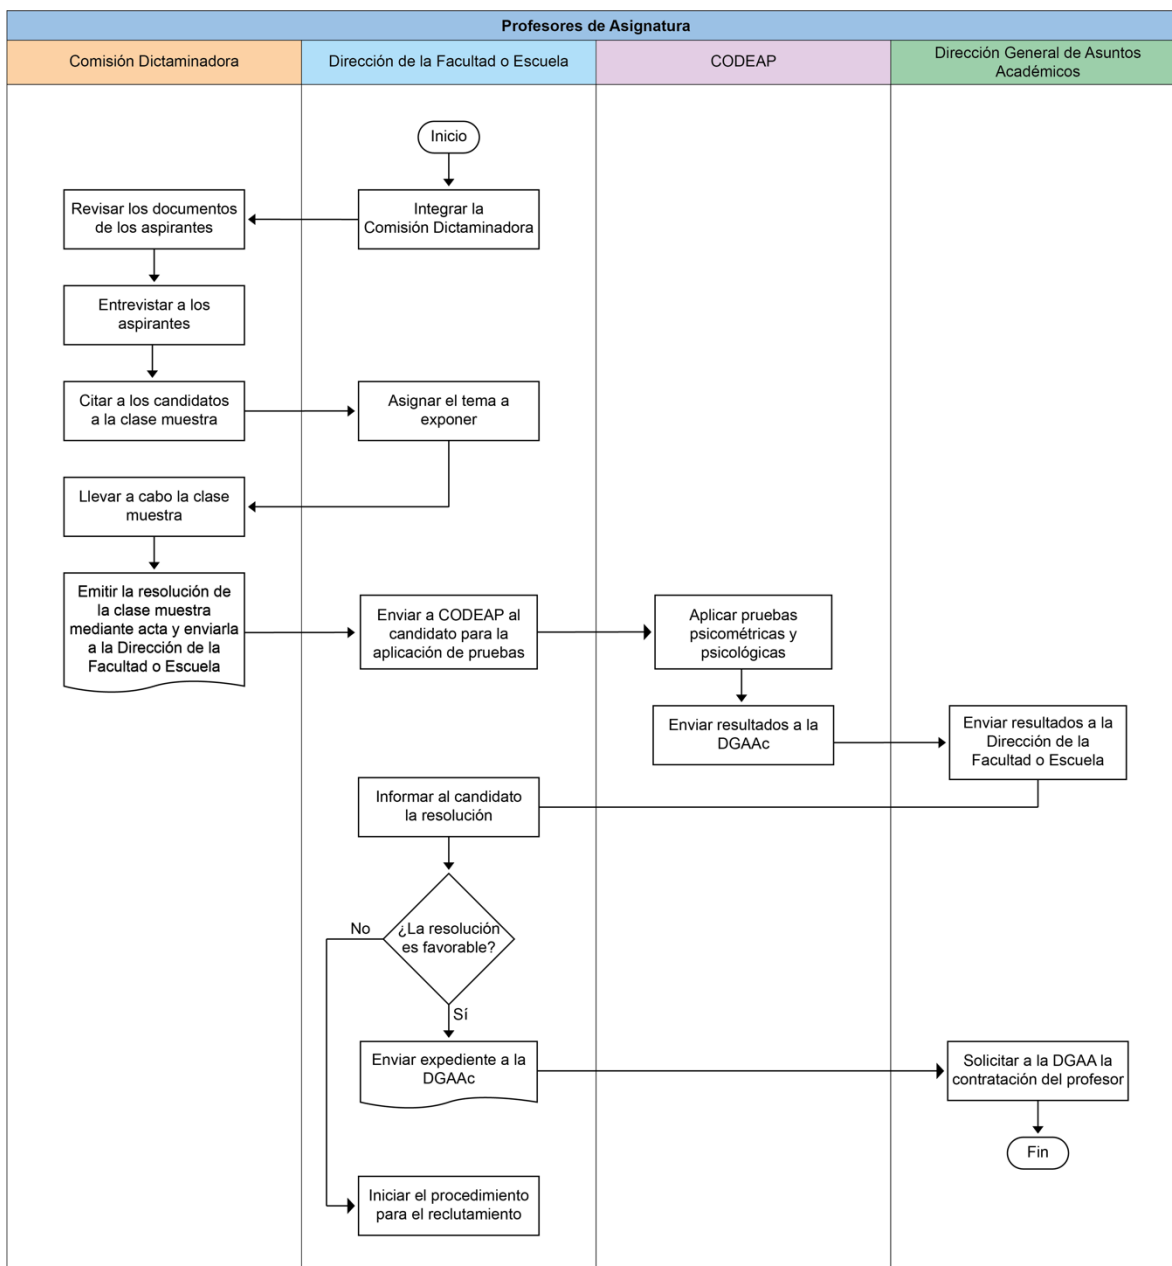 Profesores de Asignatura
Comisión Dictaminadora
Dirección de la Facultad o Escuela
CODEAP
Dirección General de Asuntos
Académicos
Inicio
Integrar la
Comisión Dictaminadora
Revisar los documentos
de los aspirantes
Entrevistar a los
aspirantes
Citar a los candidatos
a la clase muestra
Asignar el tema a
exponer
Llevar a cabo la clase
muestra
Emitir la resolución de
la clase muestra
mediante acta y enviarla
a la Dirección de la
Facultad o Escuela
Enviar a CODEAP al
candidato para la
aplicación de pruebas
Aplicar pruebas
psicométricas y
psicológicas
Enviar resultados a la
DGAAc
Enviar resultados a la
Dirección de la
Facultad o Escuela
Informar al candidato
la resolución
¿La resolución
es favorable?
No
Sí
Enviar expediente a la
DGAAc
Solicitar a la DGAA la
contratación del profesor
Fin
Iniciar el procedimiento
para el reclutamiento